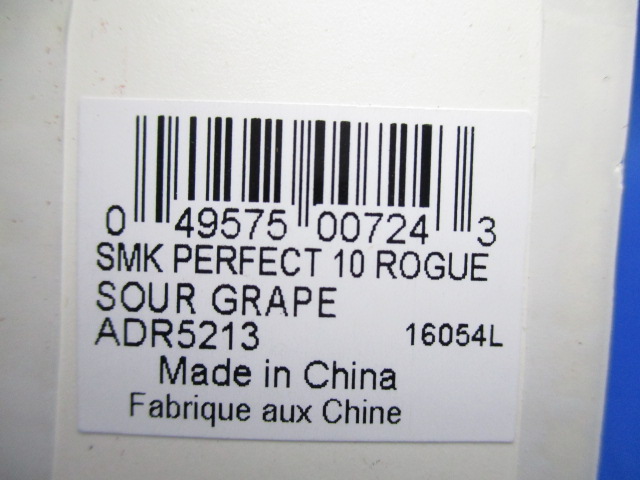 0 49575 00724 3
SMK PERFECT 10 ROGUE
SOUR GRAPE
ADR5213 16054L
Made in China
Fabrique aux Chine